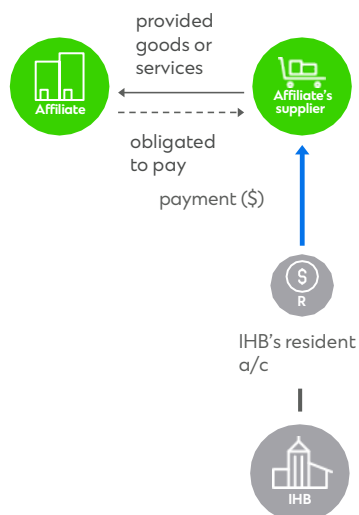 provided
goods or
services
Affiliate
Affiliate's
supplier
obligated
to pay
payment ($)
$
R
IHB's resident
a/c
IHB